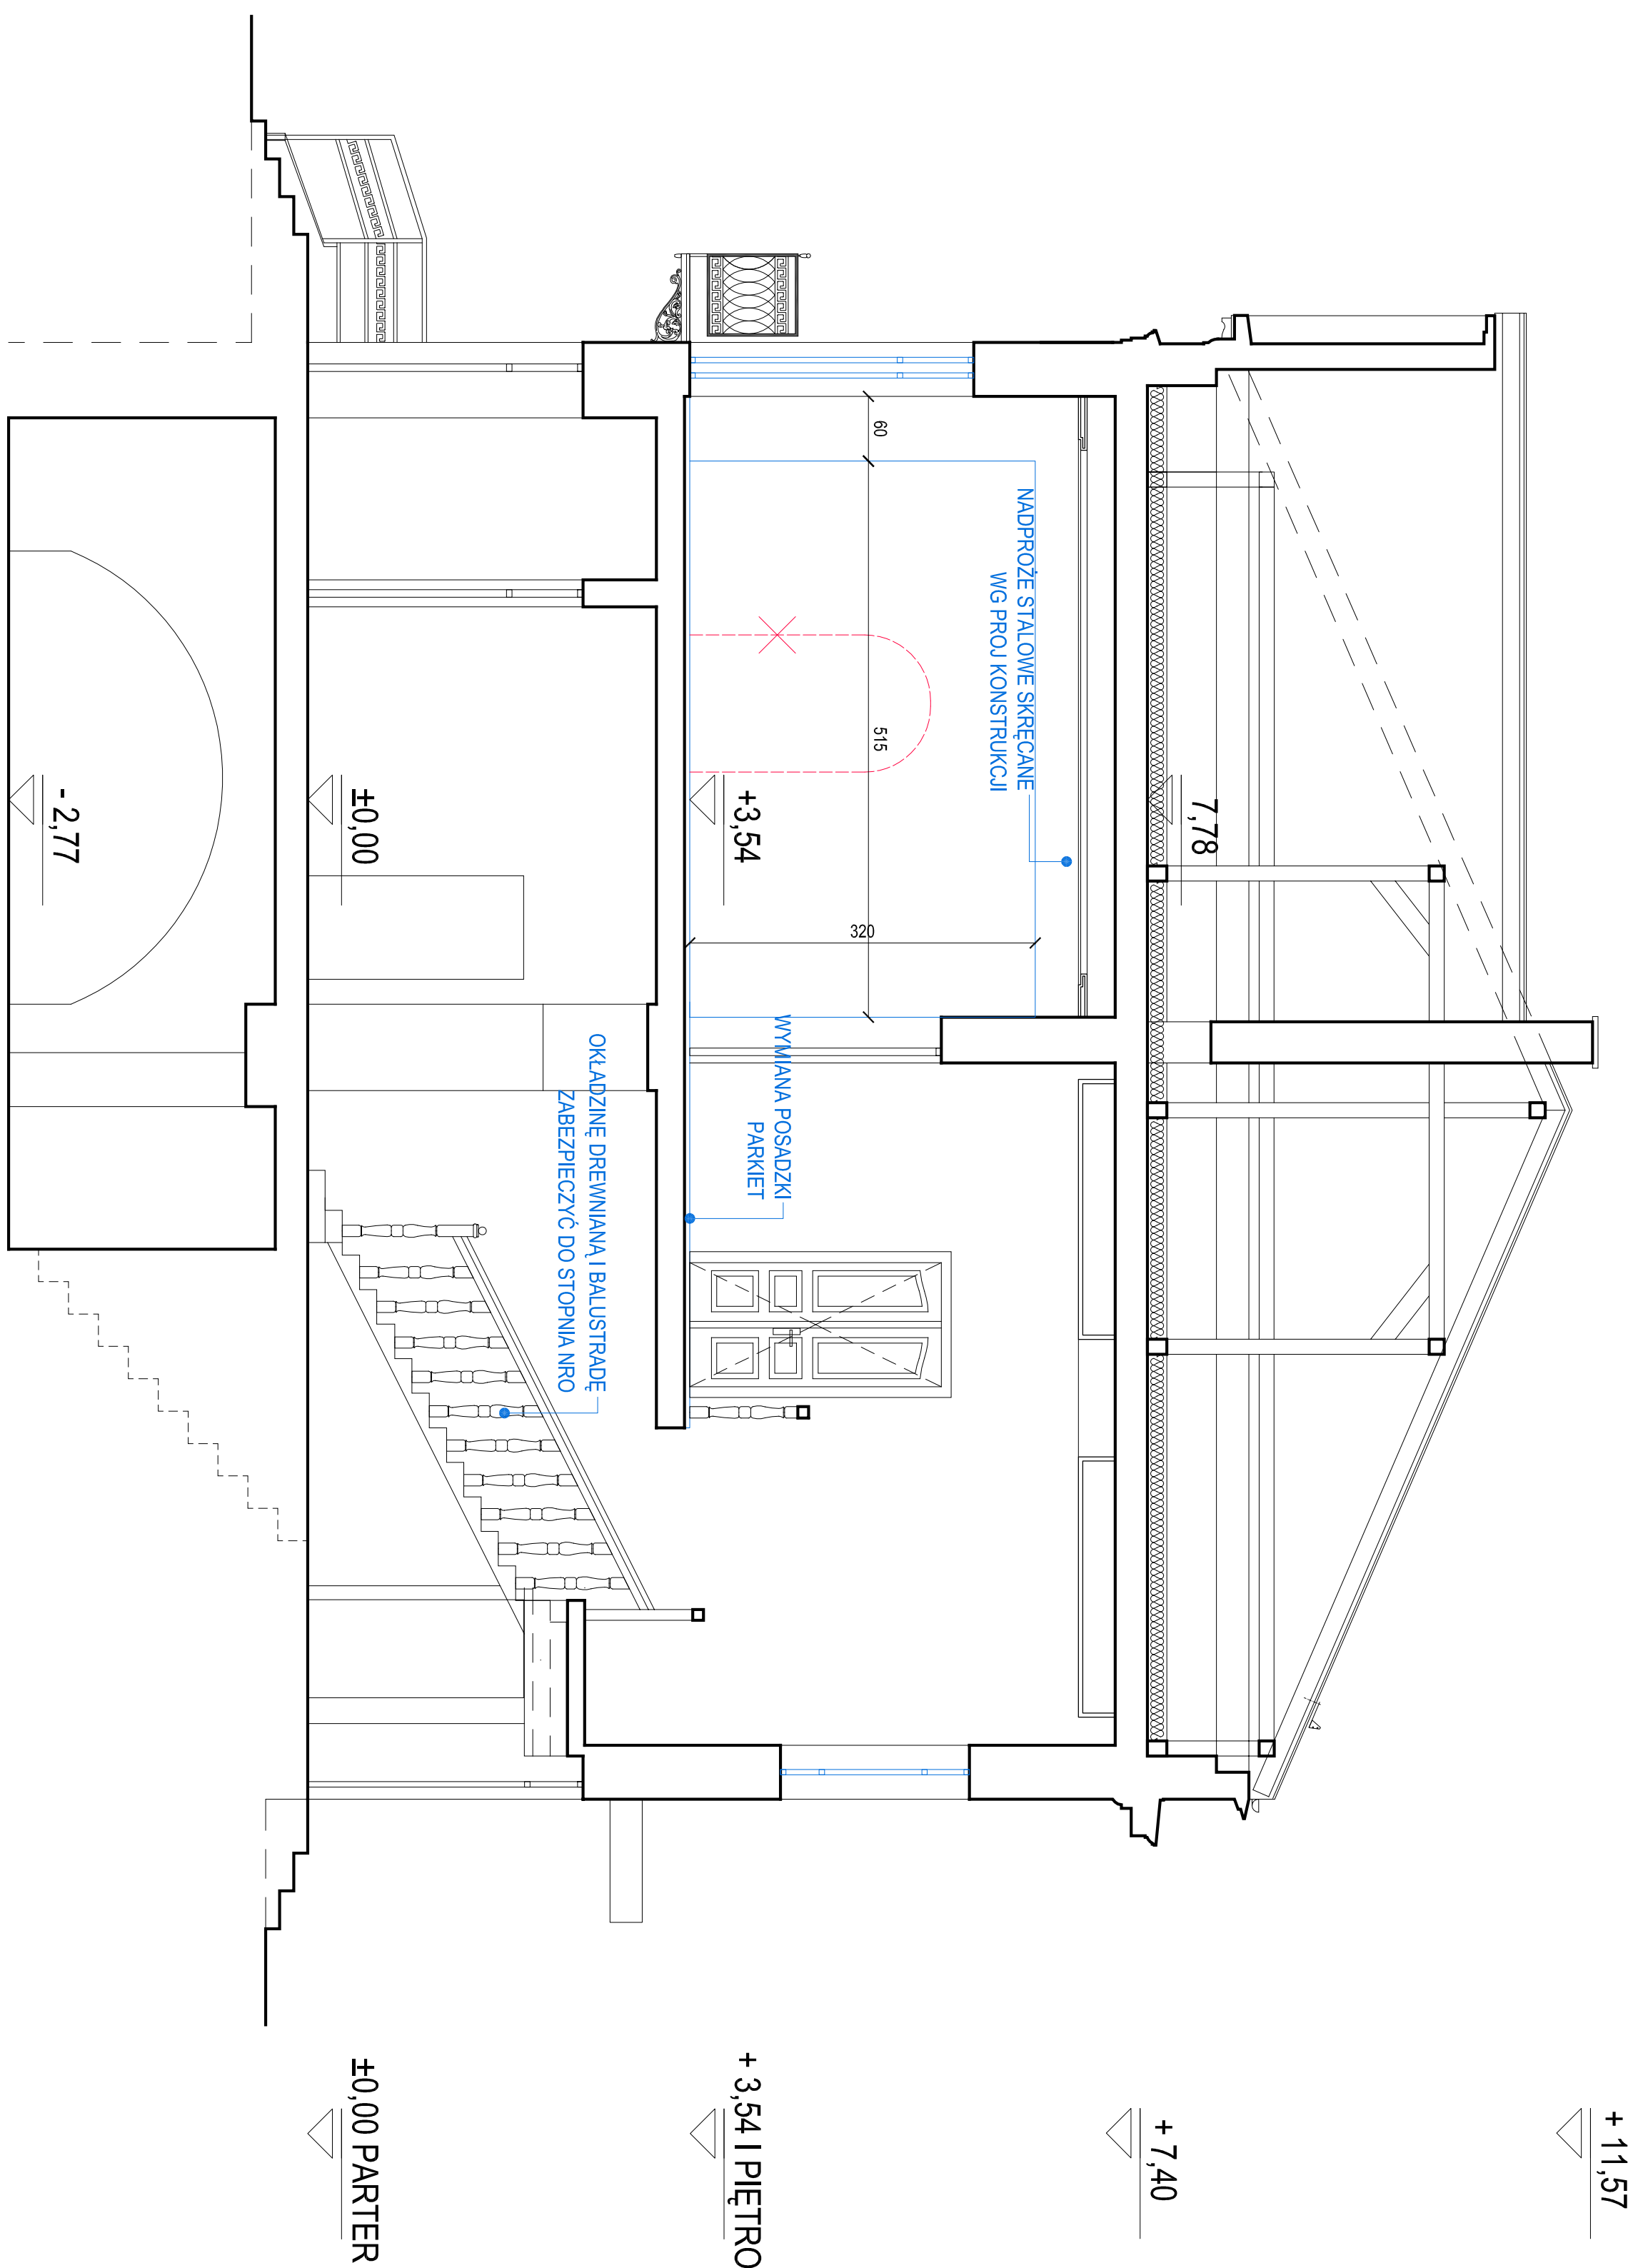 + 11,57
7,78
+ 7,40
NADPROŻE STALOWE SKRĘCANE
WG PROJ KONSTRUKCJI
60
515
320
+3,54
+ 3,54 I PIĘTRO
WYMIANA POSADZKI
PARKIET
OKŁADZINĘ DREWNIANĄ I BALUSTRADĘ
ZABEZPIECZYĆ DO STOPNIA NRO
±0,00
±0,00 PARTER
- 2,77